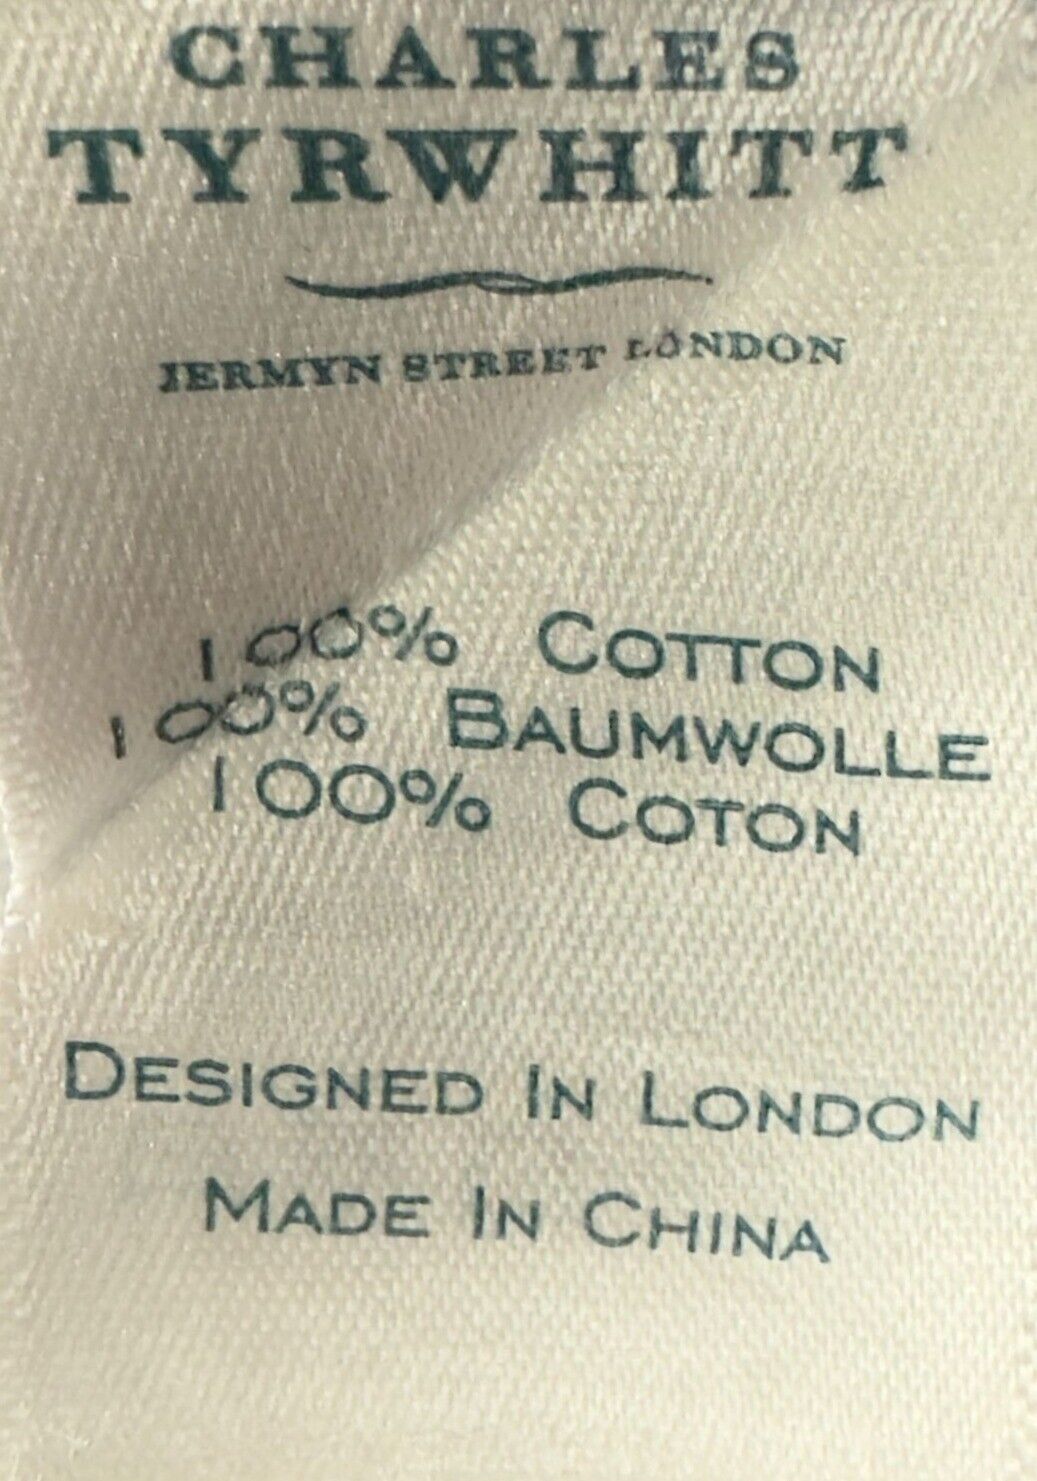 CHARLES
TYRWHITT
JERMYN STREET LONDON
100% COTTON
100% BAUMWOLLE
100% COTON
DESIGNED IN LONDON
MADE IN CHINA